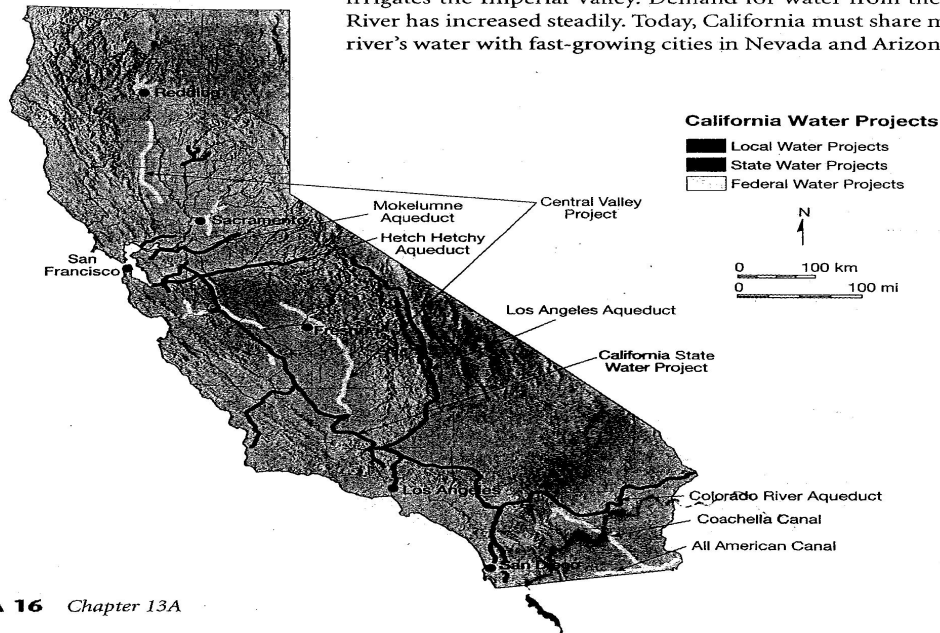 irrigates the Imperial Valley. Demand for water from the
River has increased steadily. Today, California must share
river's water with fast-growing cities in Nevada and Arizon
California Water Projects
Local Water Projects
State Water Projects
Federal Water Projects
N
0 100 km
0 100 mi
Redding
Sacramento
San
Francisco
Mokelumne
Aqueduct
Hetch Hetchy
Aqueduct
Central Valley
Project
Fresno
Los Angeles Aqueduct
California State
Water Project
Los Angeles
Colorado River Aqueduct
Coachella Canal
All American Canal
San Diego
16 Chapter 13A